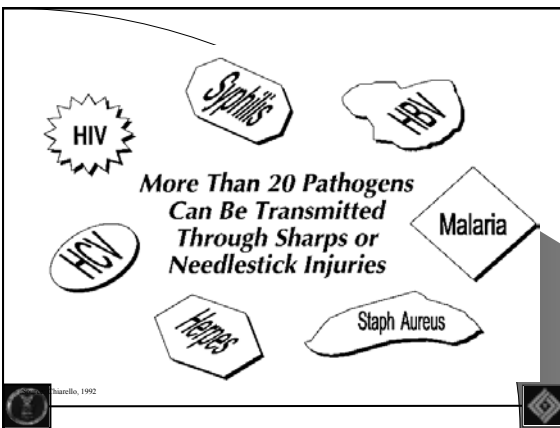 Syphilis
HBV
HIV
More Than 20 Pathogens
Can Be Transmitted
Through Sharps or
Needlestick Injuries
Malaria
HCV
Herpes
Staph Aureus
Chiarello, 1992